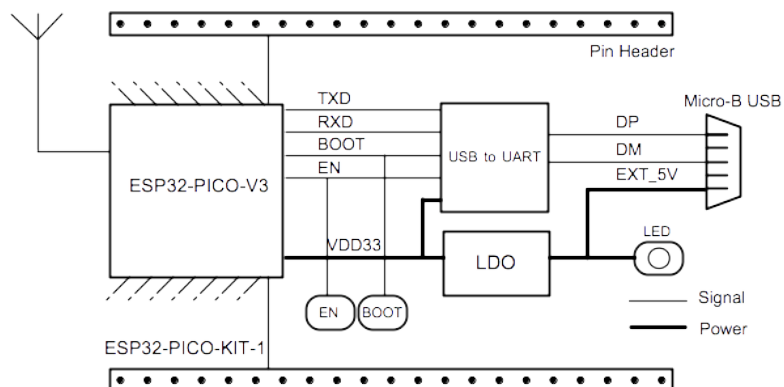 Pin Header
Micro-B USB
TXD
RXD
BOOT
EN
ESP32-PICO-V3
USB to UART
DP
DM
EXT_5V
VDD33
LDO
LED
EN
BOOT
Signal
Power
ESP32-PICO-KIT-1